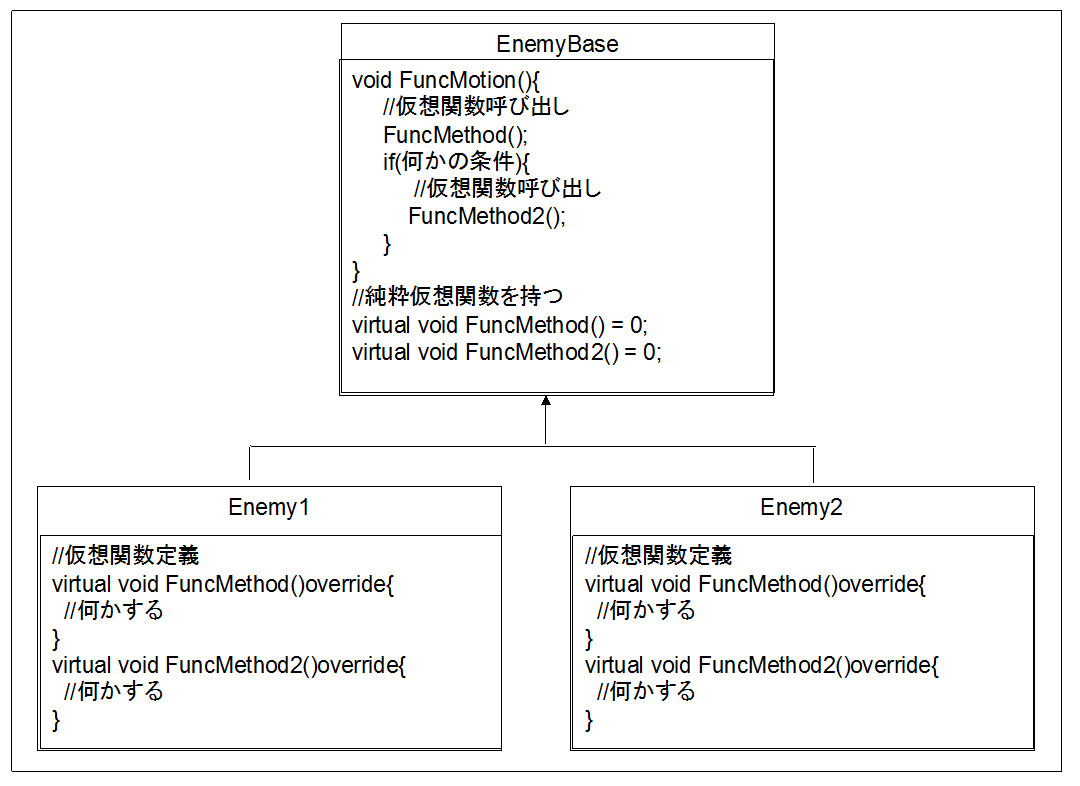 EnemyBase
void FuncMotion(){
//仮想関数呼び出し
FuncMethod();
if(何かの条件){
//仮想関数呼び出し
FuncMethod2();
}
}
//純粋仮想関数を持つ
virtual void FuncMethod() = 0;
virtual void FuncMethod2() = 0;
Enemy1
//仮想関数定義
virtual void FuncMethod()override{
//何かする
}
virtual void FuncMethod2()override{
//何かする
}
Enemy2
//仮想関数定義
virtual void FuncMethod()override{
//何かする
}
virtual void FuncMethod2()override{
//何かする
}